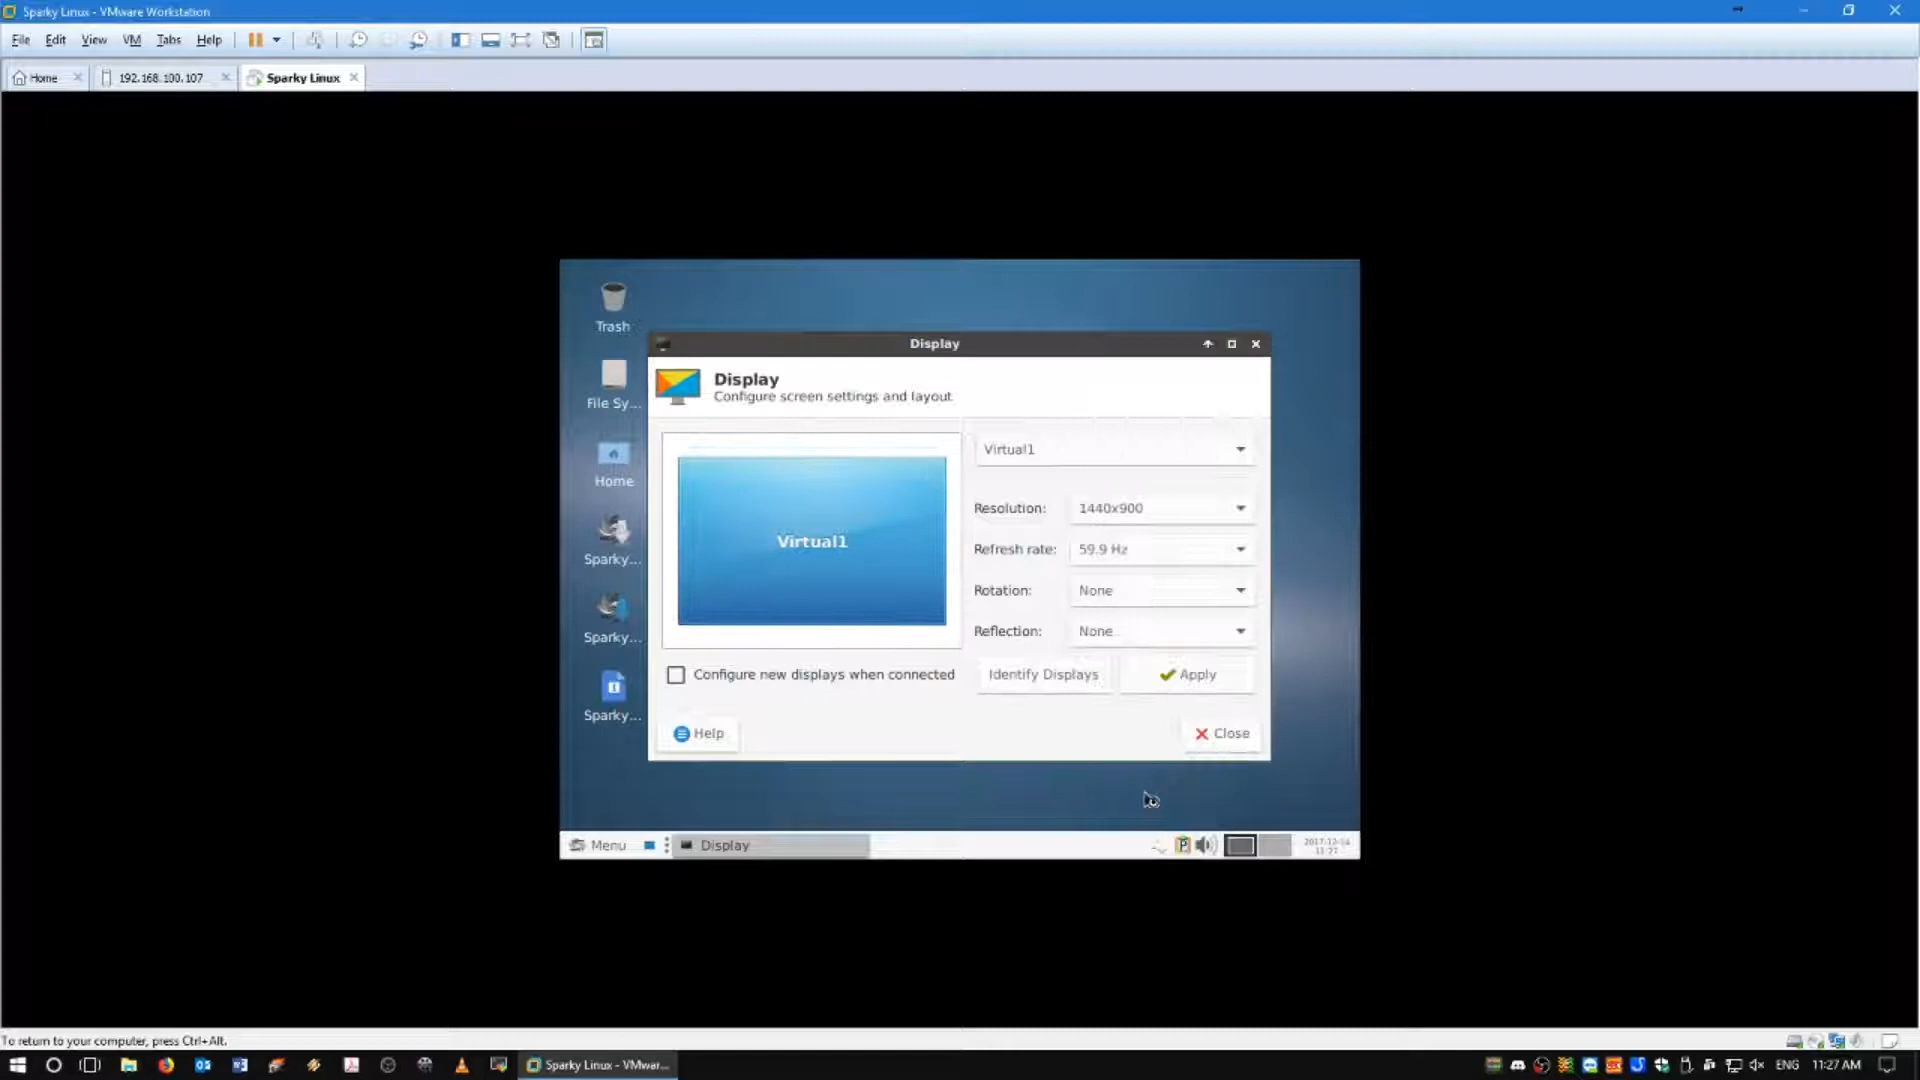 Sparky Linux - VMware Workstation
File Edit View VM Tabs Help
Home 192.168.100.107 Sparky Linux
Trash
File Sy...
Home
Sparky...
Sparky...
Sparky...
Display
Display
Configure screen settings and layout
Virtual1
Virtual1
Resolution: 1440x900
Refresh rate: 59.9 Hz
Rotation: None
Reflection: None
Configure new displays when connected
Identify Displays
Apply
Help
Close
Menu
Display
2017-12-14
11:27
To return to your computer, press Ctrl+Alt.
Sparky Linux - VMwar...
ENG
11:27 AM